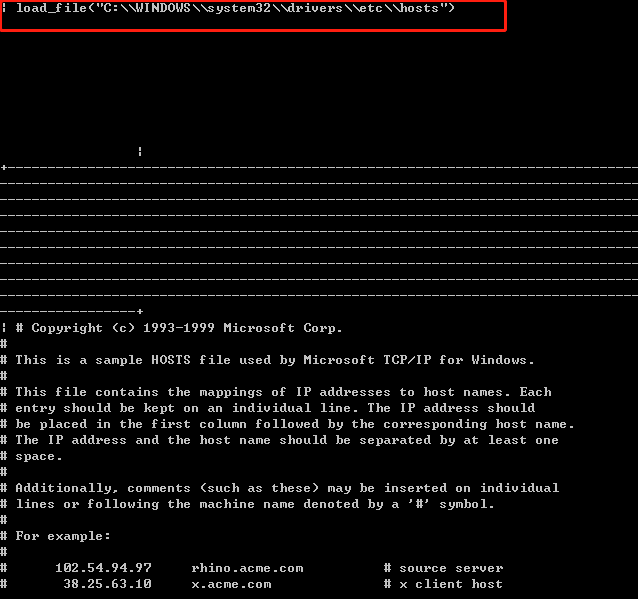 ¦ load_file("C:\\WINDOWS\\system32\\drivers\\etc\\hosts")
¦
+-------------------------------------------------------------------------------
--------------------------------------------------------------------------------
--------------------------------------------------------------------------------
--------------------------------------------------------------------------------
--------------------------------------------------------------------------------
--------------------------------------------------------------------------------
--------------------------------------------------------------------------------
--------------------------------------------------------------------------------
--------------------------------------------------------------------------------
-----------------+
¦ # Copyright (c) 1993-1999 Microsoft Corp.
#
# This is a sample HOSTS file used by Microsoft TCP/IP for Windows.
#
# This file contains the mappings of IP addresses to host names. Each
# entry should be kept on an individual line. The IP address should
# be placed in the first column followed by the corresponding host name.
# The IP address and the host name should be separated by at least one
# space.
#
# Additionally, comments (such as these) may be inserted on individual
# lines or following the machine name denoted by a '#' symbol.
#
# For example:
#
#      102.54.94.97     rhino.acme.com          # source server
#       38.25.63.10     x.acme.com              # x client host